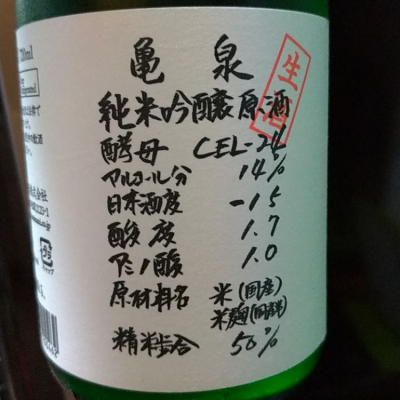 亀 泉
純米吟醸原酒
生酒
酵母 CEL-24
アルコール分 14%
日本酒度 -15
酸度 1.7
アミノ酸 1.0
原材料名 米(国産)
米麹(国産米)
精米歩合 50%